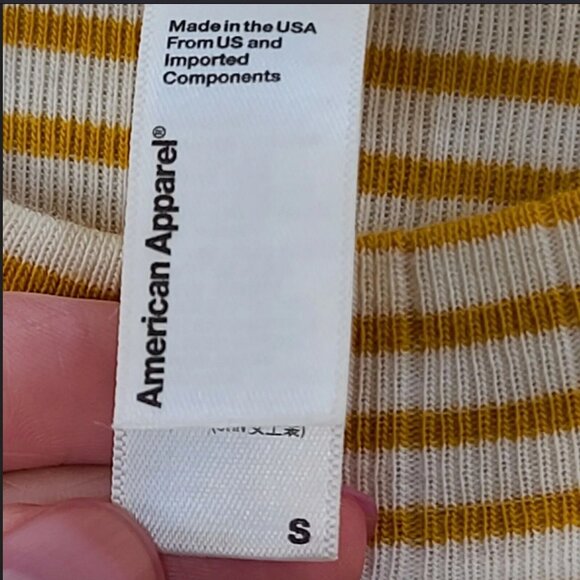 Made in the USA
From US and
Imported
Components
American Apparel®
S